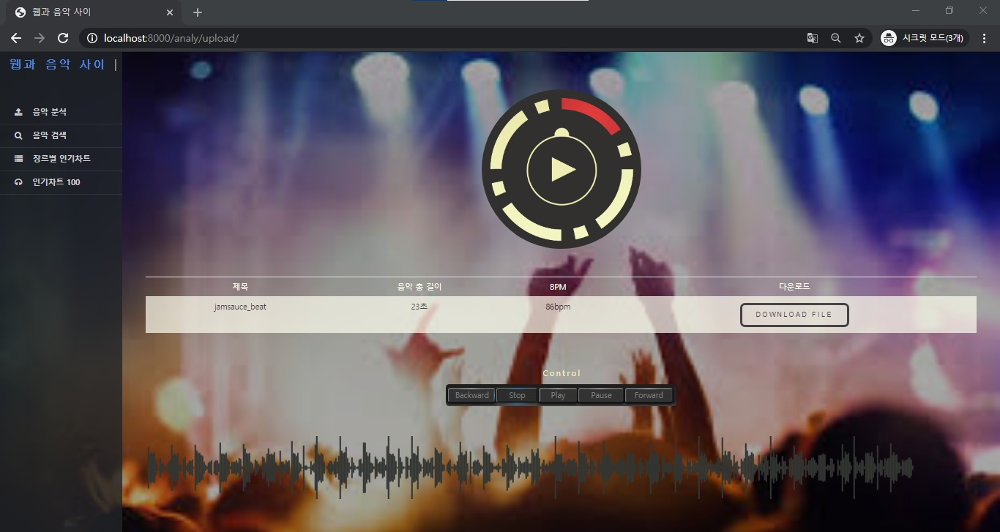 웹과 음악 사이
localhost:8000/analy/upload/
시크릿 모드(3개)
웹과 음악 사이 |
음악 분석
음악 검색
장르별 인기차트
인기차트 100
제목 음악 총 길이 BPM 다운로드
jamsauce_beat 23초 86bpm DOWNLOAD FILE
Control
Backward Stop Play Pause Forward